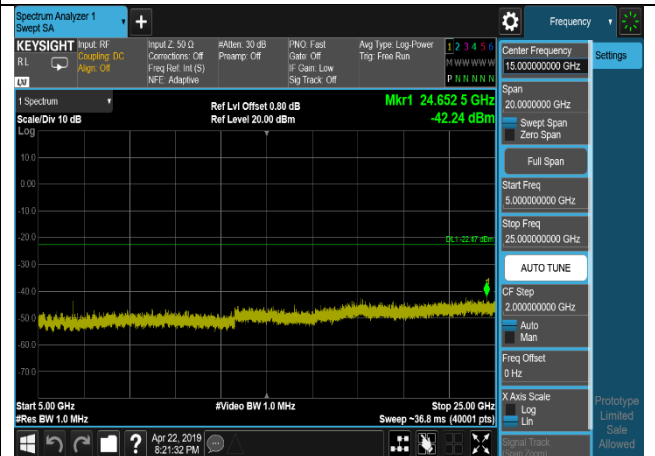 Spectrum Analyzer 1
Swept SA
+
Frequency
KEYSIGHT
RL
LVI
Input: RF
Coupling: DC
Align: Off
Input Z: 50 Ω
Corrections: Off
Freq Ref: Int (S)
NFE: Adaptive
#Atten: 30 dB
Preamp: Off
PNO: Fast
Gate: Off
IF Gain: Low
Sig Track: Off
Avg Type: Log-Power
Trig: Free Run
1 2 3 4 5 6
M W W W W W
P N N N N N
1 Spectrum
Scale/Div 10 dB
Log
Ref Lvl Offset 0.80 dB
Ref Level 20.00 dBm
Mkr1 24.652 5 GHz
-42.24 dBm
10.0
0.00
-10.0
-20.0
-30.0
-40.0
-50.0
-60.0
-70.0
DL1 -22.67 dBm
Start 5.00 GHz
#Res BW 1.0 MHz
#Video BW 1.0 MHz
Stop 25.00 GHz
Sweep ~36.8 ms (40001 pts)
?
Apr 22, 2019
8:21:32 PM
Center Frequency
15.000000000 GHz
Span
20.0000000 GHz
Swept Span
Zero Span
Full Span
Start Freq
5.000000000 GHz
Stop Freq
25.000000000 GHz
AUTO TUNE
CF Step
2.000000000 GHz
Auto
Man
Freq Offset
0 Hz
X Axis Scale
Log
Lin
Signal Track
(Span Zoom)
Settings
Prototype
Limited
Sale
Allowed